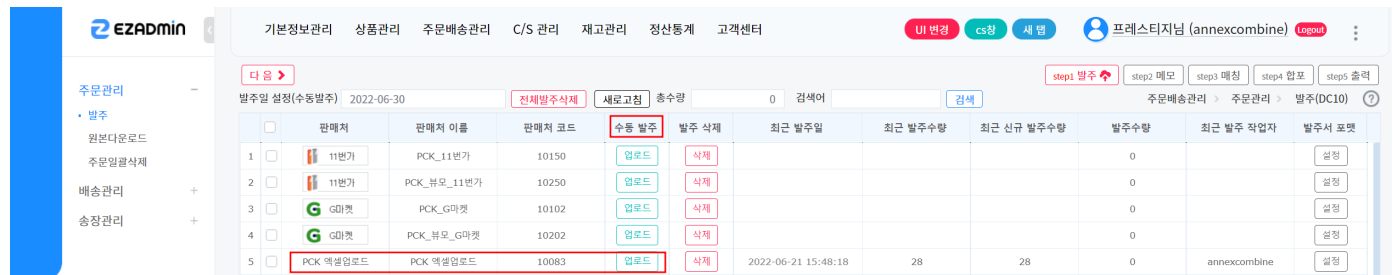 EZADMIN 기본정보관리 상품관리 주문배송관리 C/S 관리 재고관리 정산통계 고객센터 UI 변경 cs창 새 탭 프레스티지님 (annexcombine) Logout
다음 step1 발주 step2 메모 step3 매칭 step4 합포 step5 출력
주문관리
발주일 설정(수동발주) 2022-06-30 전체발주삭제 새로고침 총수량 0 검색어 검색 주문배송관리 > 주문관리 > 발주(DC10) ?
• 발주
원본다운로드
주문일괄삭제
배송관리 +
송장관리 +
판매처 판매처 이름 판매처 코드 수동 발주 발주 삭제 최근 발주일 최근 발주수량 최근 신규 발주수량 발주수량 최근 발주 작업자 발주서 포맷
1 11번가 PCK_11번가 10150 업로드 삭제 0 설정
2 11번가 PCK_뷰모_11번가 10250 업로드 삭제 0 설정
3 G마켓 PCK_G마켓 10102 업로드 삭제 0 설정
4 G마켓 PCK_뷰모_G마켓 10202 업로드 삭제 0 설정
5 PCK 엑셀업로드 PCK 엑셀업로드 10083 업로드 삭제 2022-06-21 15:48:18 28 28 0 annexcombine 설정